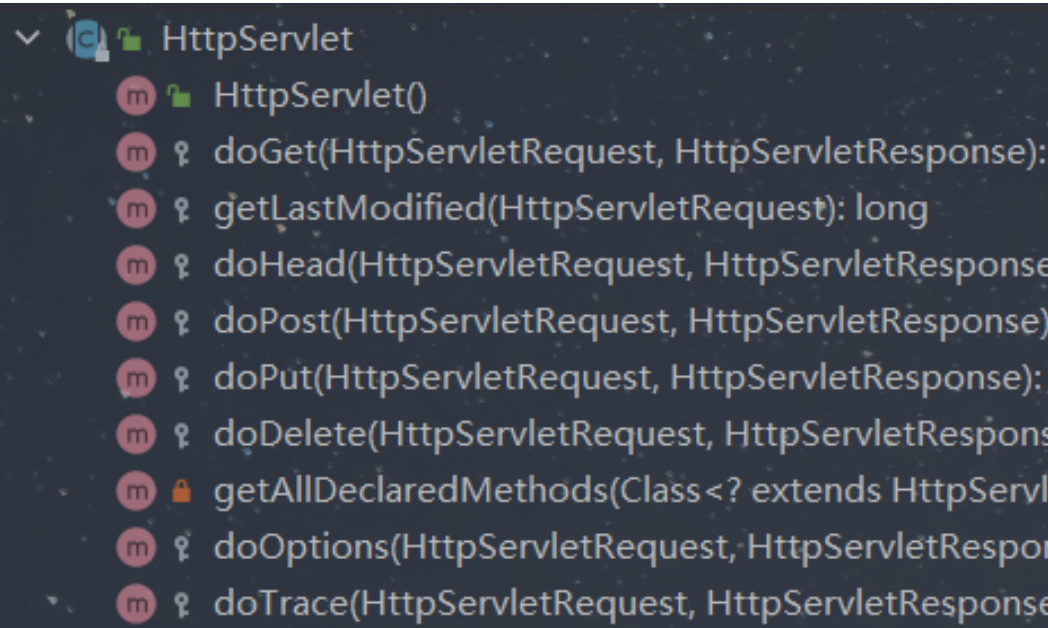 HttpServlet
HttpServlet()
doGet(HttpServletRequest, HttpServletResponse):
getLastModified(HttpServletRequest): long
doHead(HttpServletRequest, HttpServletResponse
doPost(HttpServletRequest, HttpServletResponse)
doPut(HttpServletRequest, HttpServletResponse):
doDelete(HttpServletRequest, HttpServletRespons
getAllDeclaredMethods(Class<? extends HttpServl
doOptions(HttpServletRequest, HttpServletRespon
doTrace(HttpServletRequest, HttpServletResponse